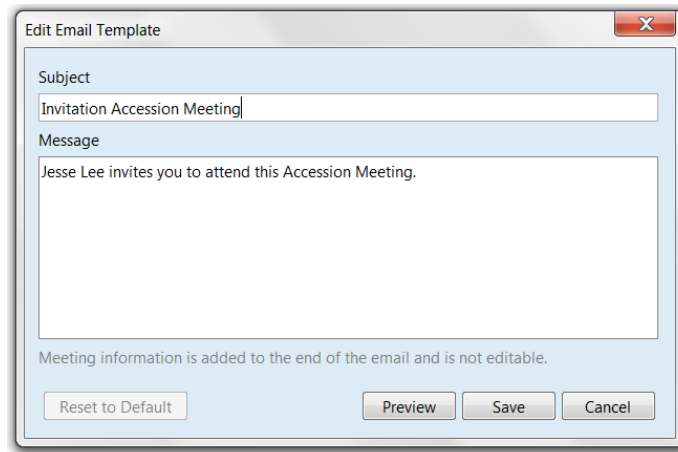 Edit Email Template
Subject
Invitation Accession Meeting
Message
Jesse Lee invites you to attend this Accession Meeting.
Meeting information is added to the end of the email and is not editable.
Reset to Default Preview Save Cancel